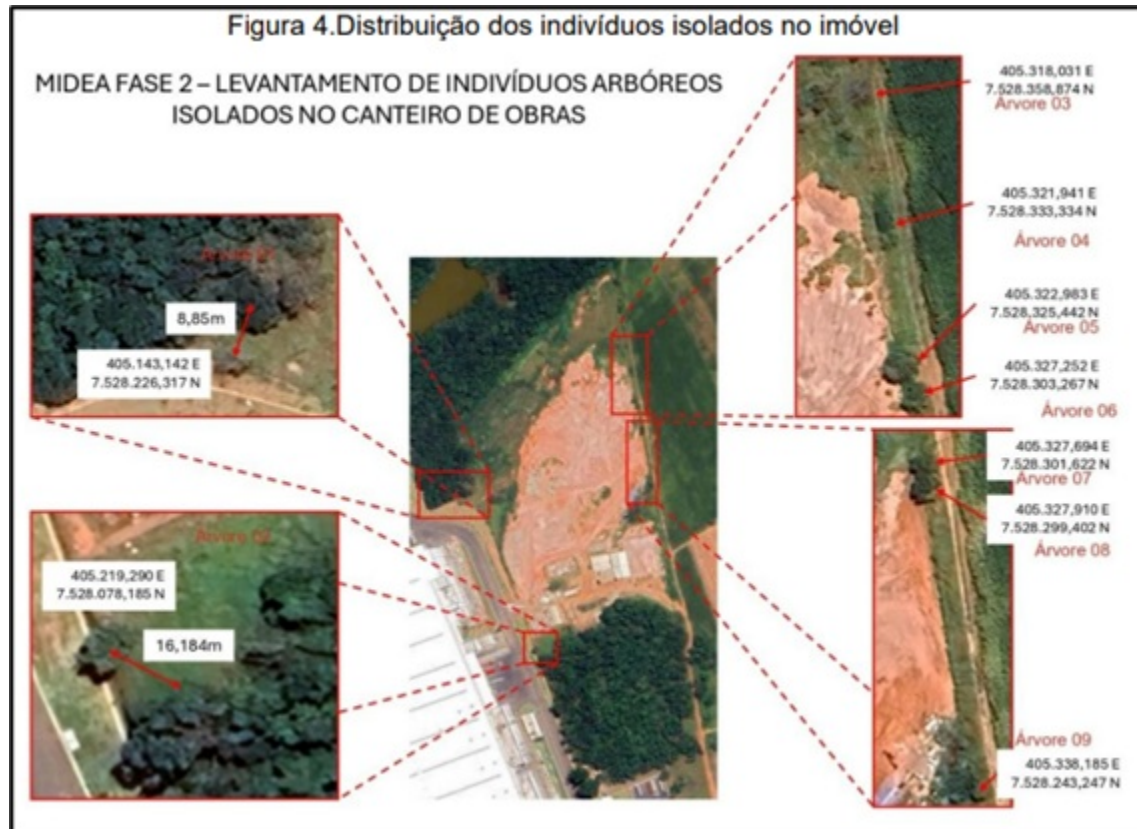 Figura 4.Distribuição dos indivíduos isolados no imóvel
MIDEA FASE 2 – LEVANTAMENTO DE INDIVÍDUOS ARBÓREOS
ISOLADOS NO CANTEIRO DE OBRAS
8,85m
405.143,142 E
7.528.226,317 N
Árvore 02
405.219,290 E
7.528.078,185 N
16,184m
405.318,031 E
7.528.358,874 N
Árvore 03
405.321,941 E
7.528.333,334 N
Árvore 04
405.322,983 E
7.528.325,442 N
Árvore 05
405.327,252 E
7.528.303,267 N
Árvore 06
405.327,694 E
7.528.301,622 N
Árvore 07
405.327,910 E
7.528.299,402 N
Árvore 08
Árvore 09
405.338,185 E
7.528.243,247 N